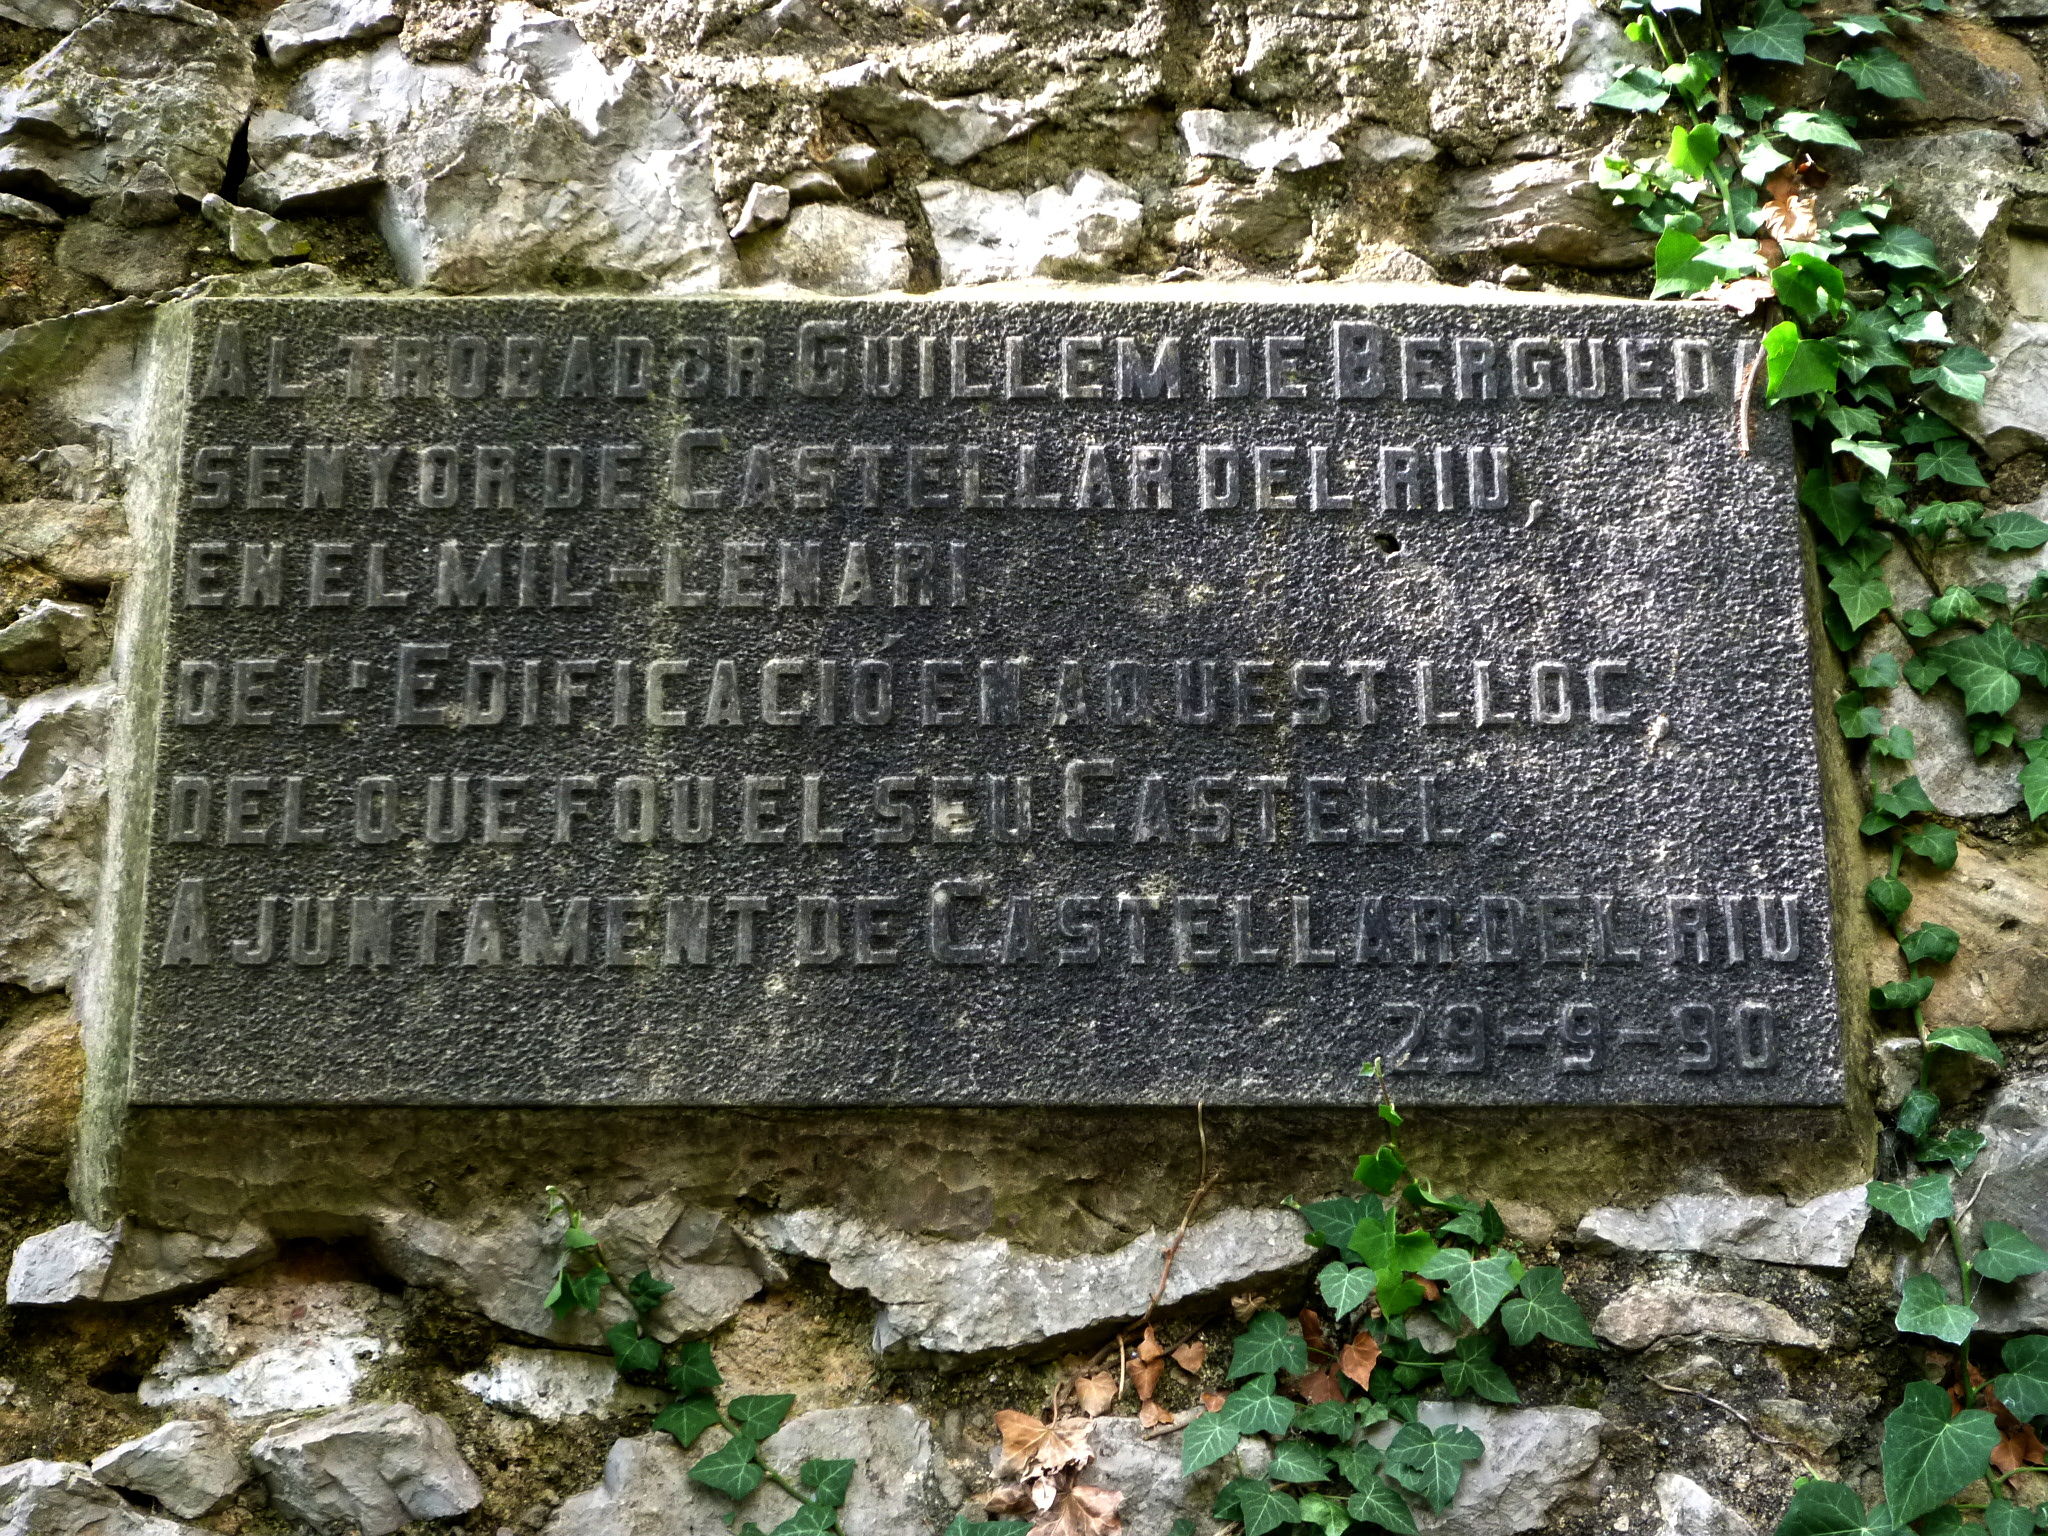 AL TROBADOR GUILLEM DE BERGUEDÀ
SENYOR DE CASTELLAR DEL RIU,
EN EL MIL-LENARI
DE L'EDIFICACIÓ EN AQUEST LLOC,
DEL QUE FOU EL SEU CASTELL.
AJUNTAMENT DE CASTELLAR DEL RIU
29-9-90